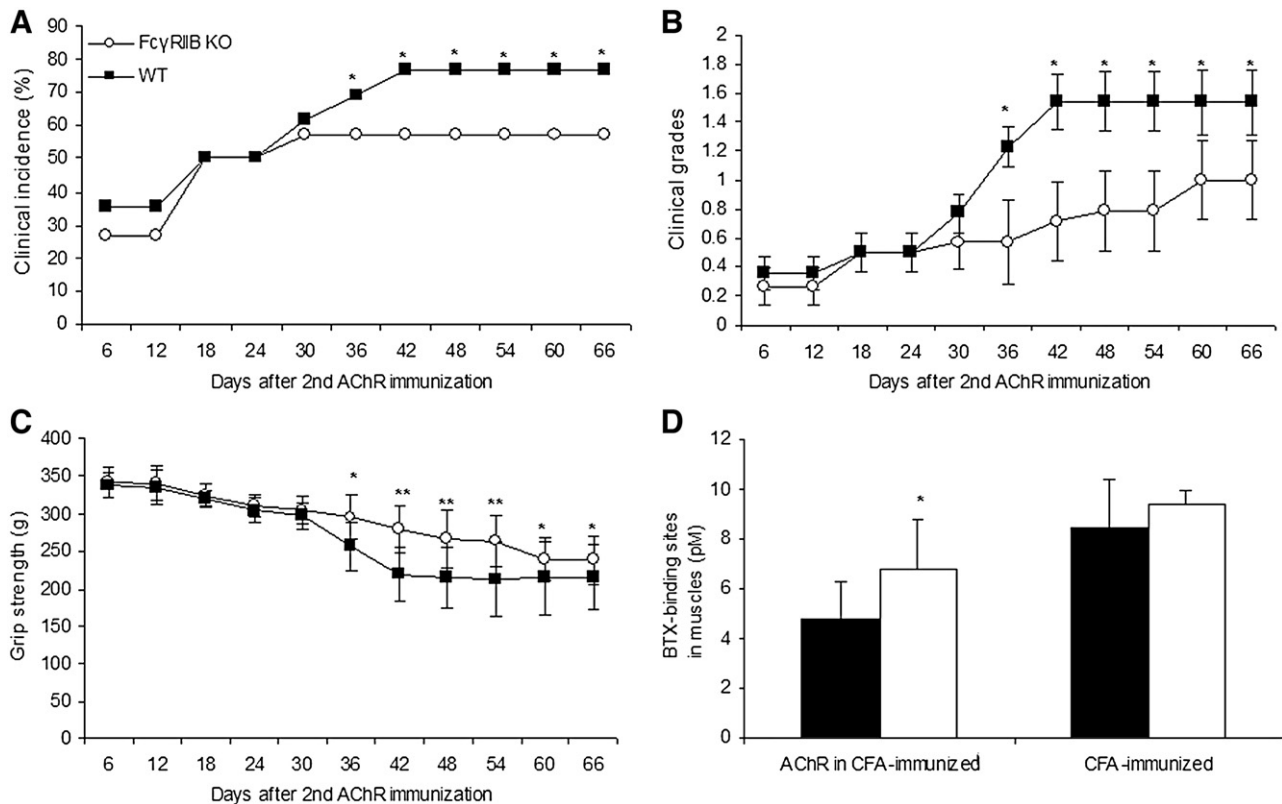 A
Clinical incidence (%)
90
80
70
60
50
40
30
20
10
0
FcγRIIB KO
WT
* * * * * *
6 12 18 24 30 36 42 48 54 60 66
Days after 2nd AChR immunization
B
Clinical grades
2
1.8
1.6
1.4
1.2
1
0.8
0.6
0.4
0.2
0
* * * * * *
6 12 18 24 30 36 42 48 54 60 66
Days after 2nd AChR immunization
C
Grip strength (g)
400
350
300
250
200
150
100
50
0
* ** ** ** * *
6 12 18 24 30 36 42 48 54 60 66
Days after 2nd AChR immunization
D
BTX-binding sites
in muscles (pM)
12
10
8
6
4
2
0
*
AChR in CFA-immunized CFA-immunized